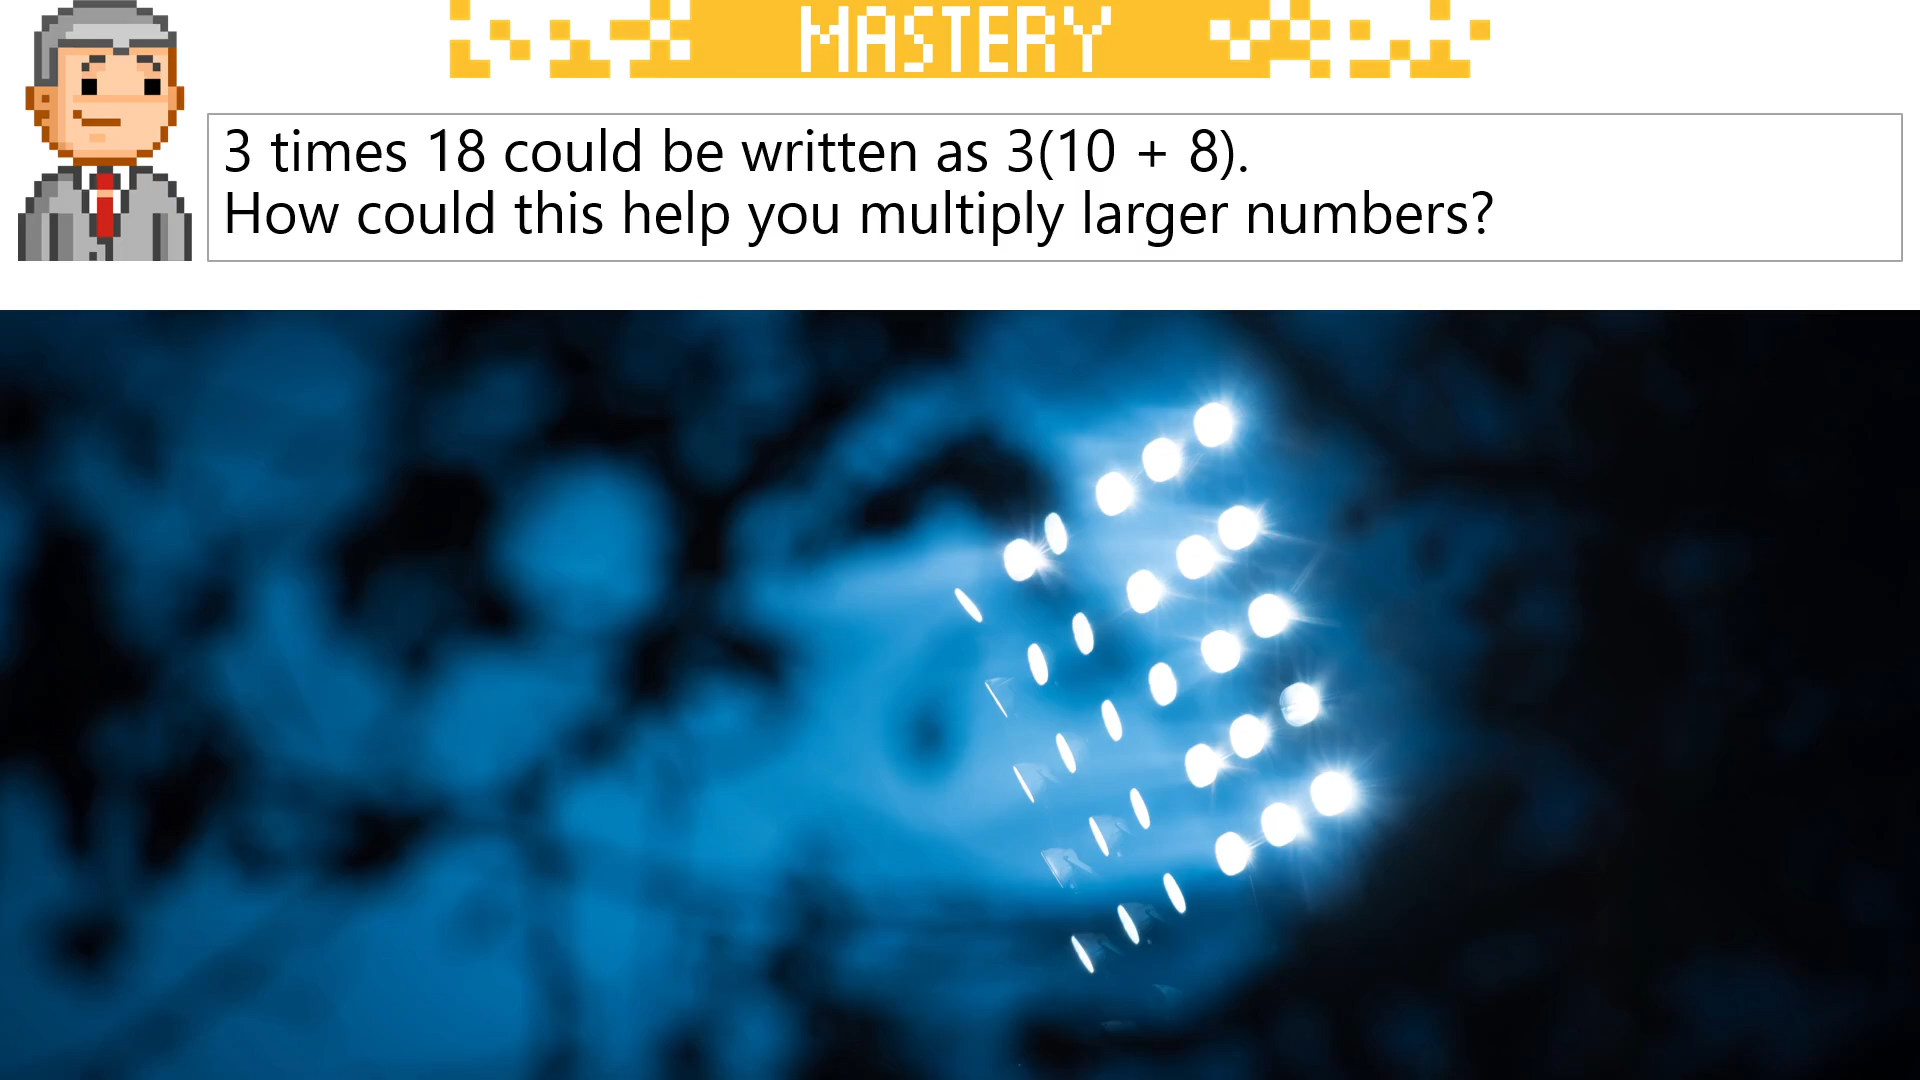 MASTERY
3 times 18 could be written as 3(10 + 8).
How could this help you multiply larger numbers?